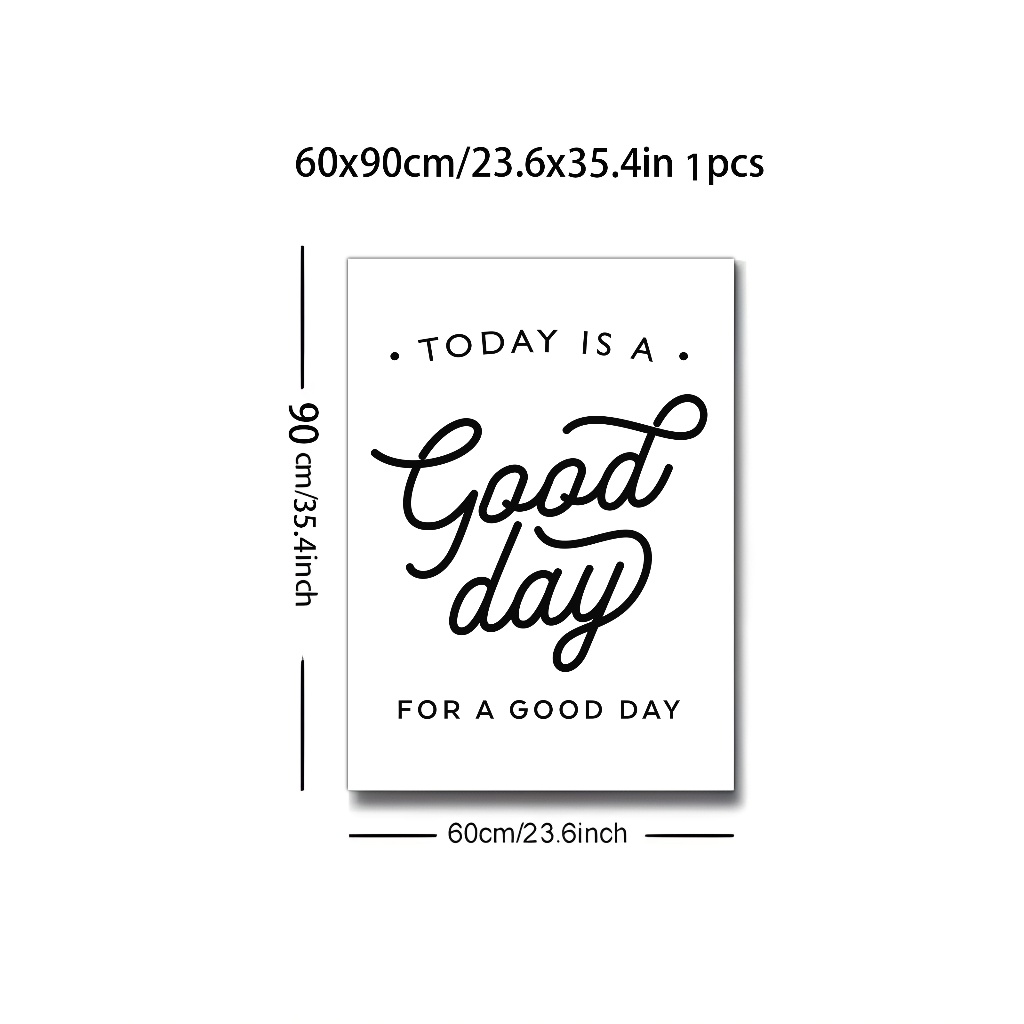 60x90cm/23.6x35.4in 1pcs
90 cm/35.4inch
• TODAY IS A •
Good
day
FOR A GOOD DAY
60cm/23.6inch